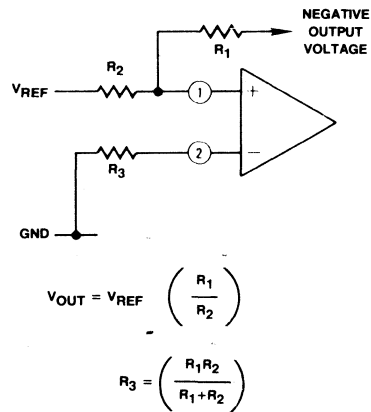 NEGATIVE
OUTPUT
VOLTAGE
R1
R2
VREF
1
+
2
−
R3
GND
VOUT = VREF (R1/R2)
R3 = (R1R2/R1+R2)